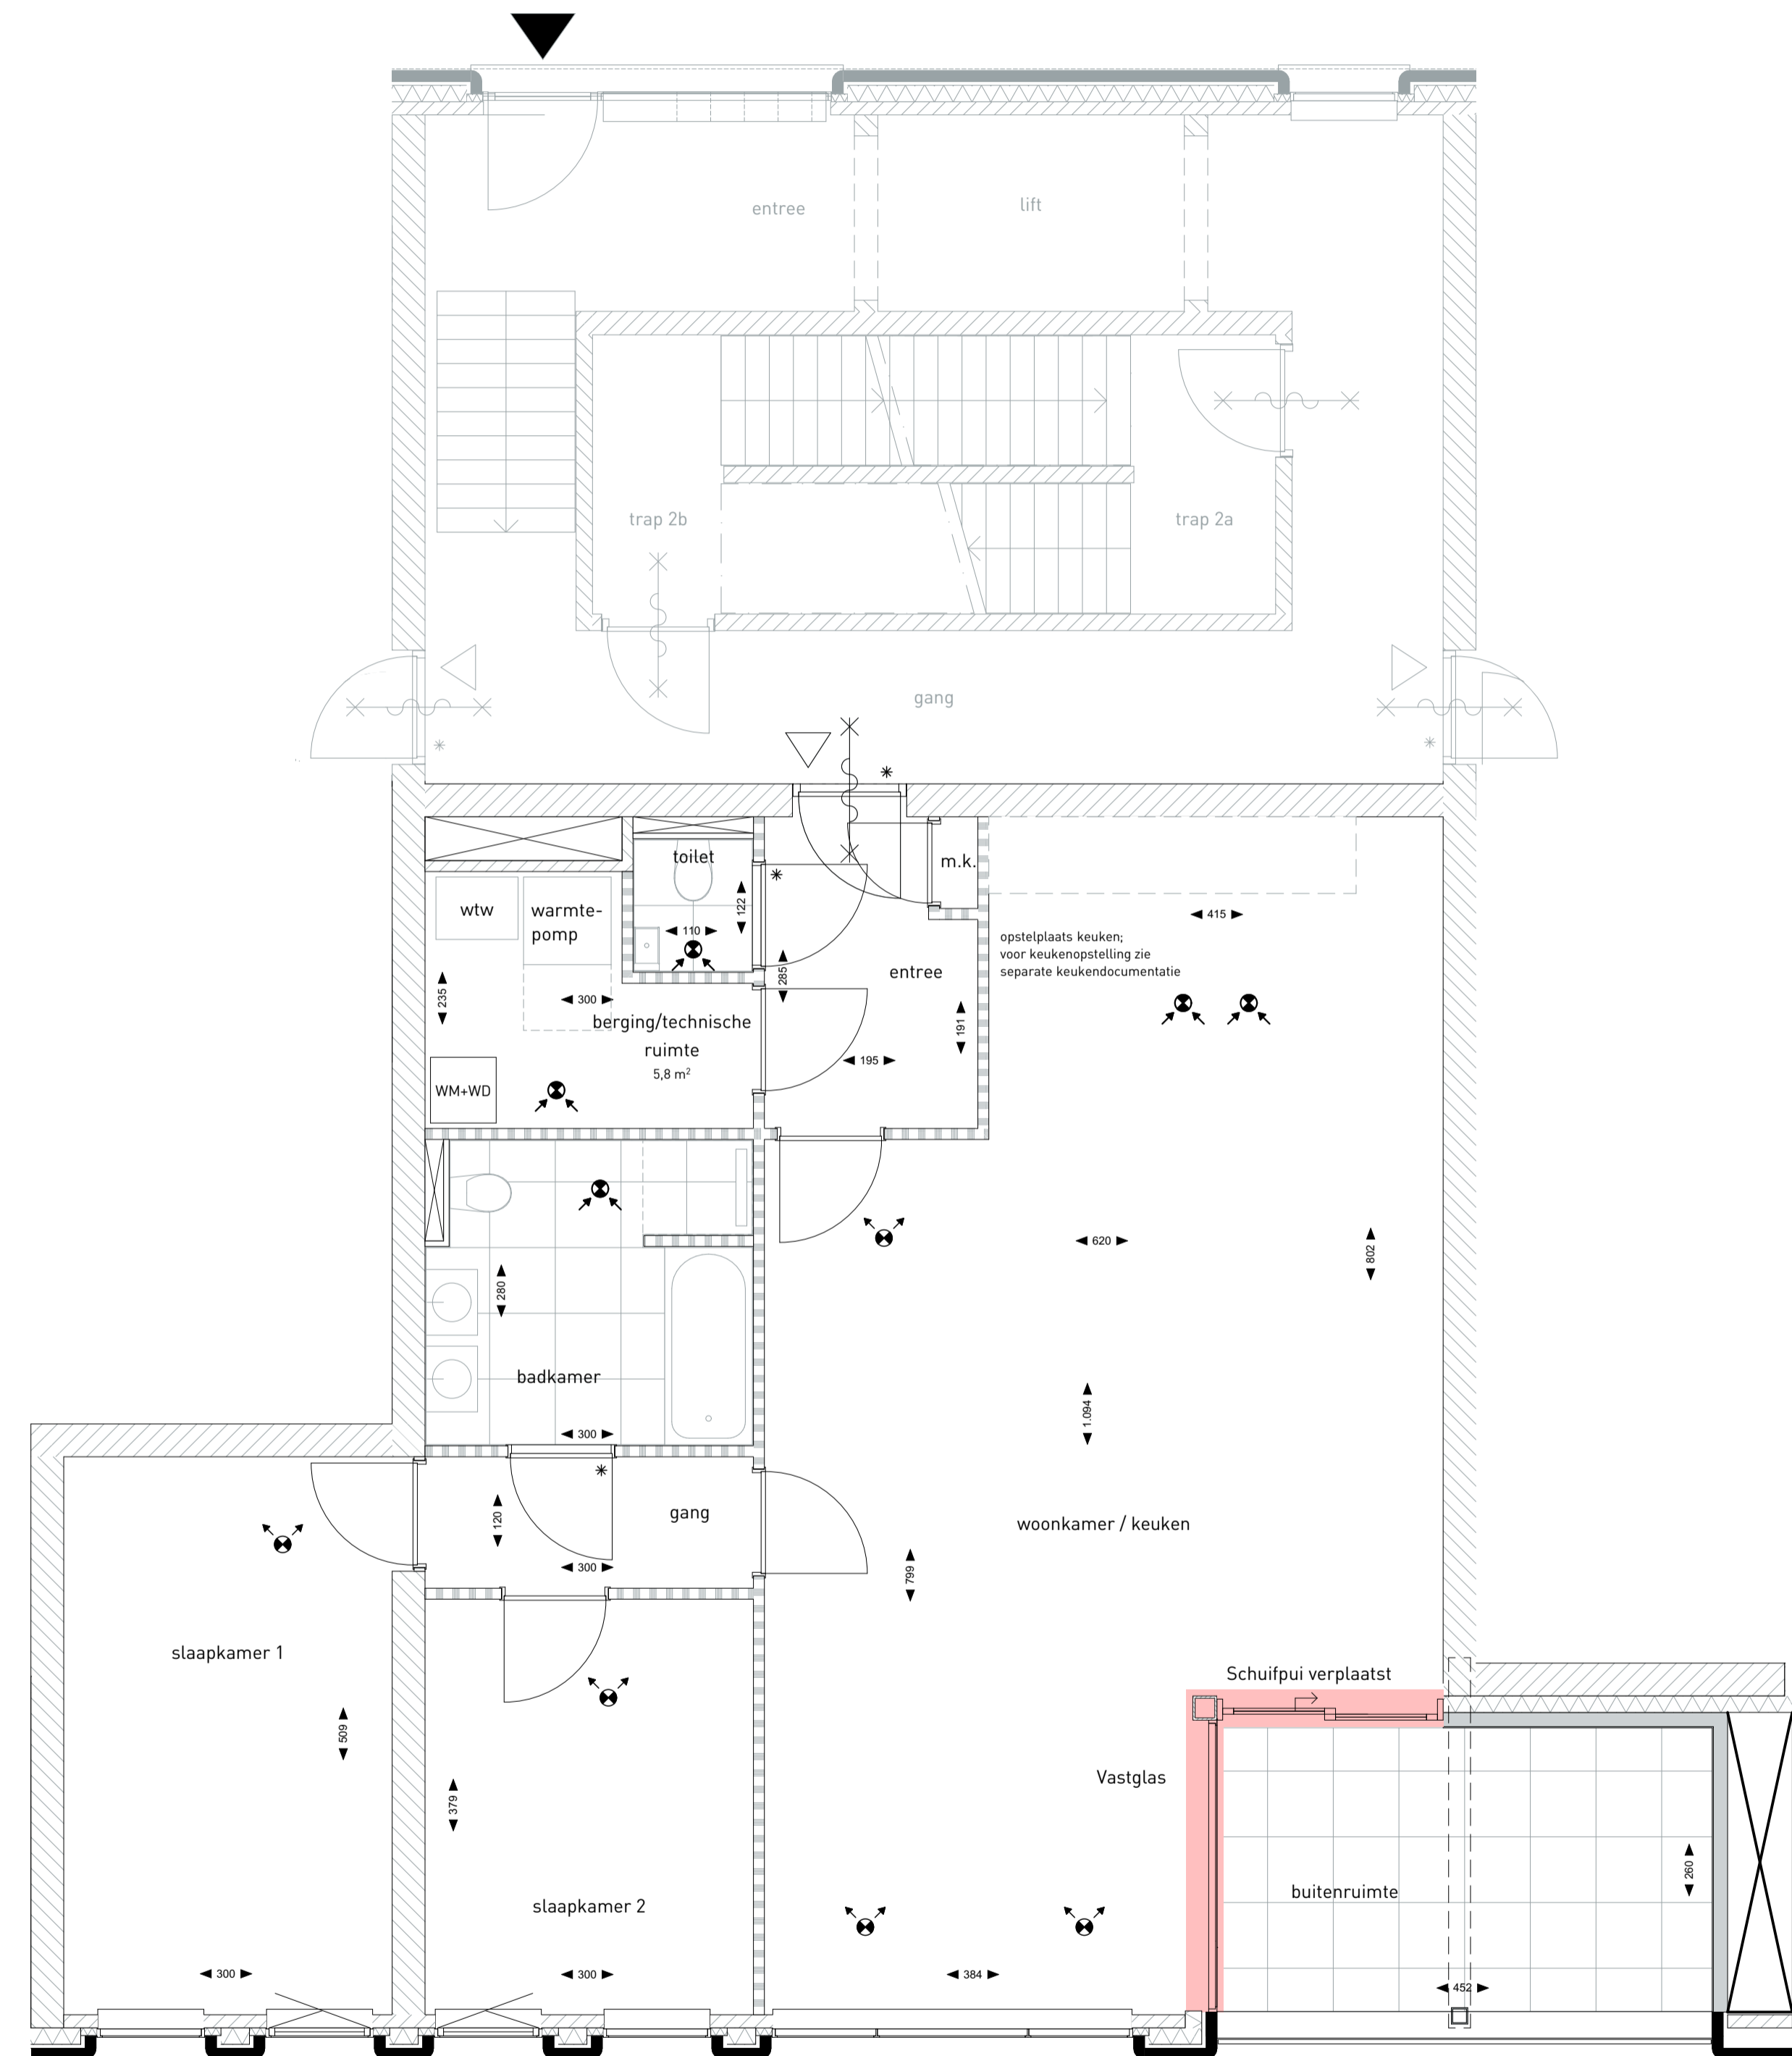 entree
lift
trap 2b
trap 2a
gang
*
*
*
toilet
m.k.
*
wtw
warmte-
pomp
122
110
415
opstelplaats keuken;
voor keukenopstelling zie
separate keukendocumentatie
entree
285
235
300
berging/technische
ruimte
5,8 m²
191
195
WM+WD
620
802
280
badkamer
300
1.094
*
gang
120
woonkamer / keuken
300
799
slaapkamer 1
Schuifpui verplaatst
509
Vastglas
379
buitenruimte
260
slaapkamer 2
300
300
384
452